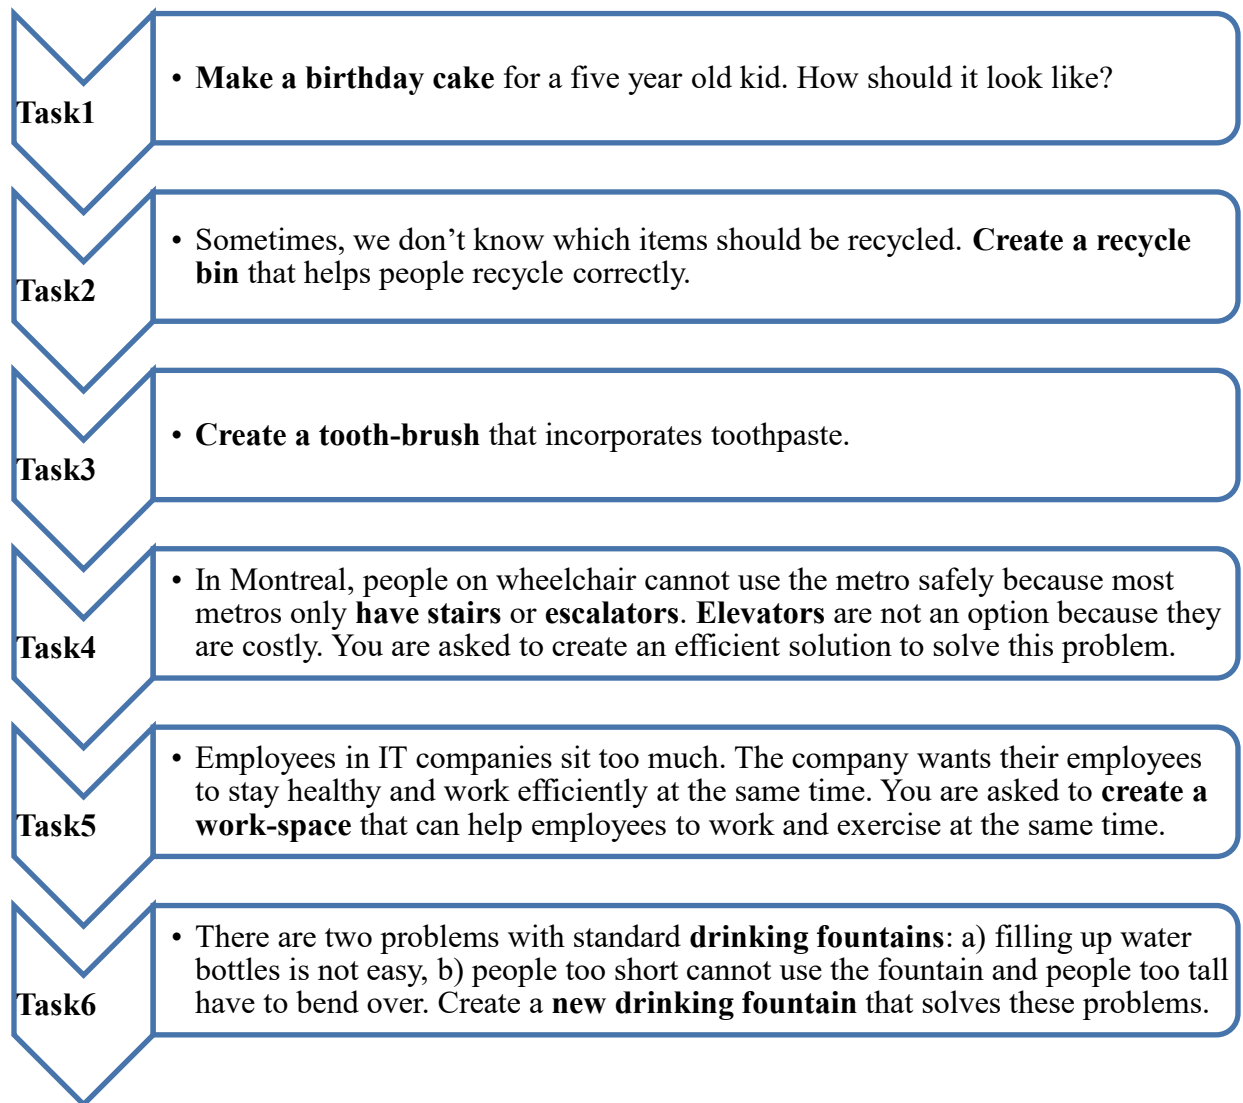 Task1
• Make a birthday cake for a five year old kid. How should it look like?
Task2
• Sometimes, we don’t know which items should be recycled. Create a recycle
bin that helps people recycle correctly.
Task3
• Create a tooth-brush that incorporates toothpaste.
Task4
• In Montreal, people on wheelchair cannot use the metro safely because most
metros only have stairs or escalators. Elevators are not an option because they
are costly. You are asked to create an efficient solution to solve this problem.
Task5
• Employees in IT companies sit too much. The company wants their employees
to stay healthy and work efficiently at the same time. You are asked to create a
work-space that can help employees to work and exercise at the same time.
Task6
• There are two problems with standard drinking fountains: a) filling up water
bottles is not easy, b) people too short cannot use the fountain and people too tall
have to bend over. Create a new drinking fountain that solves these problems.